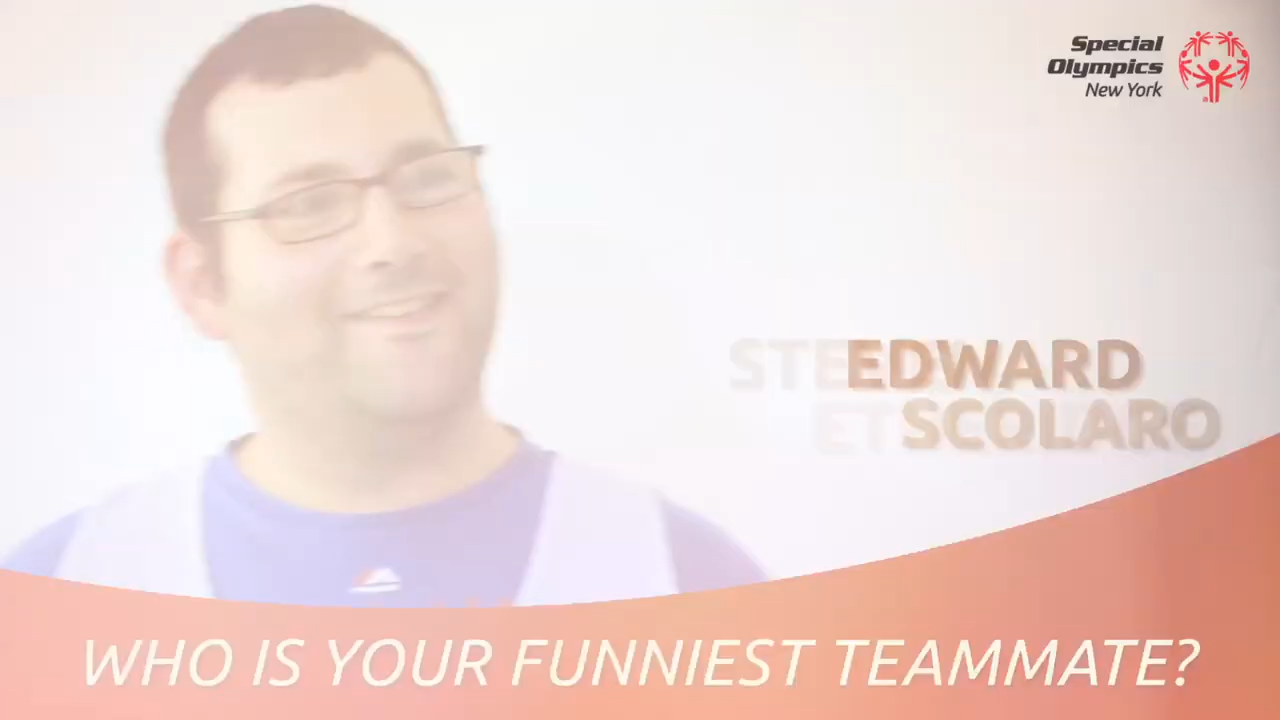 Special
Olympics
New York
EDWARD
SCOLARO
WHO IS YOUR FUNNIEST TEAMMATE?